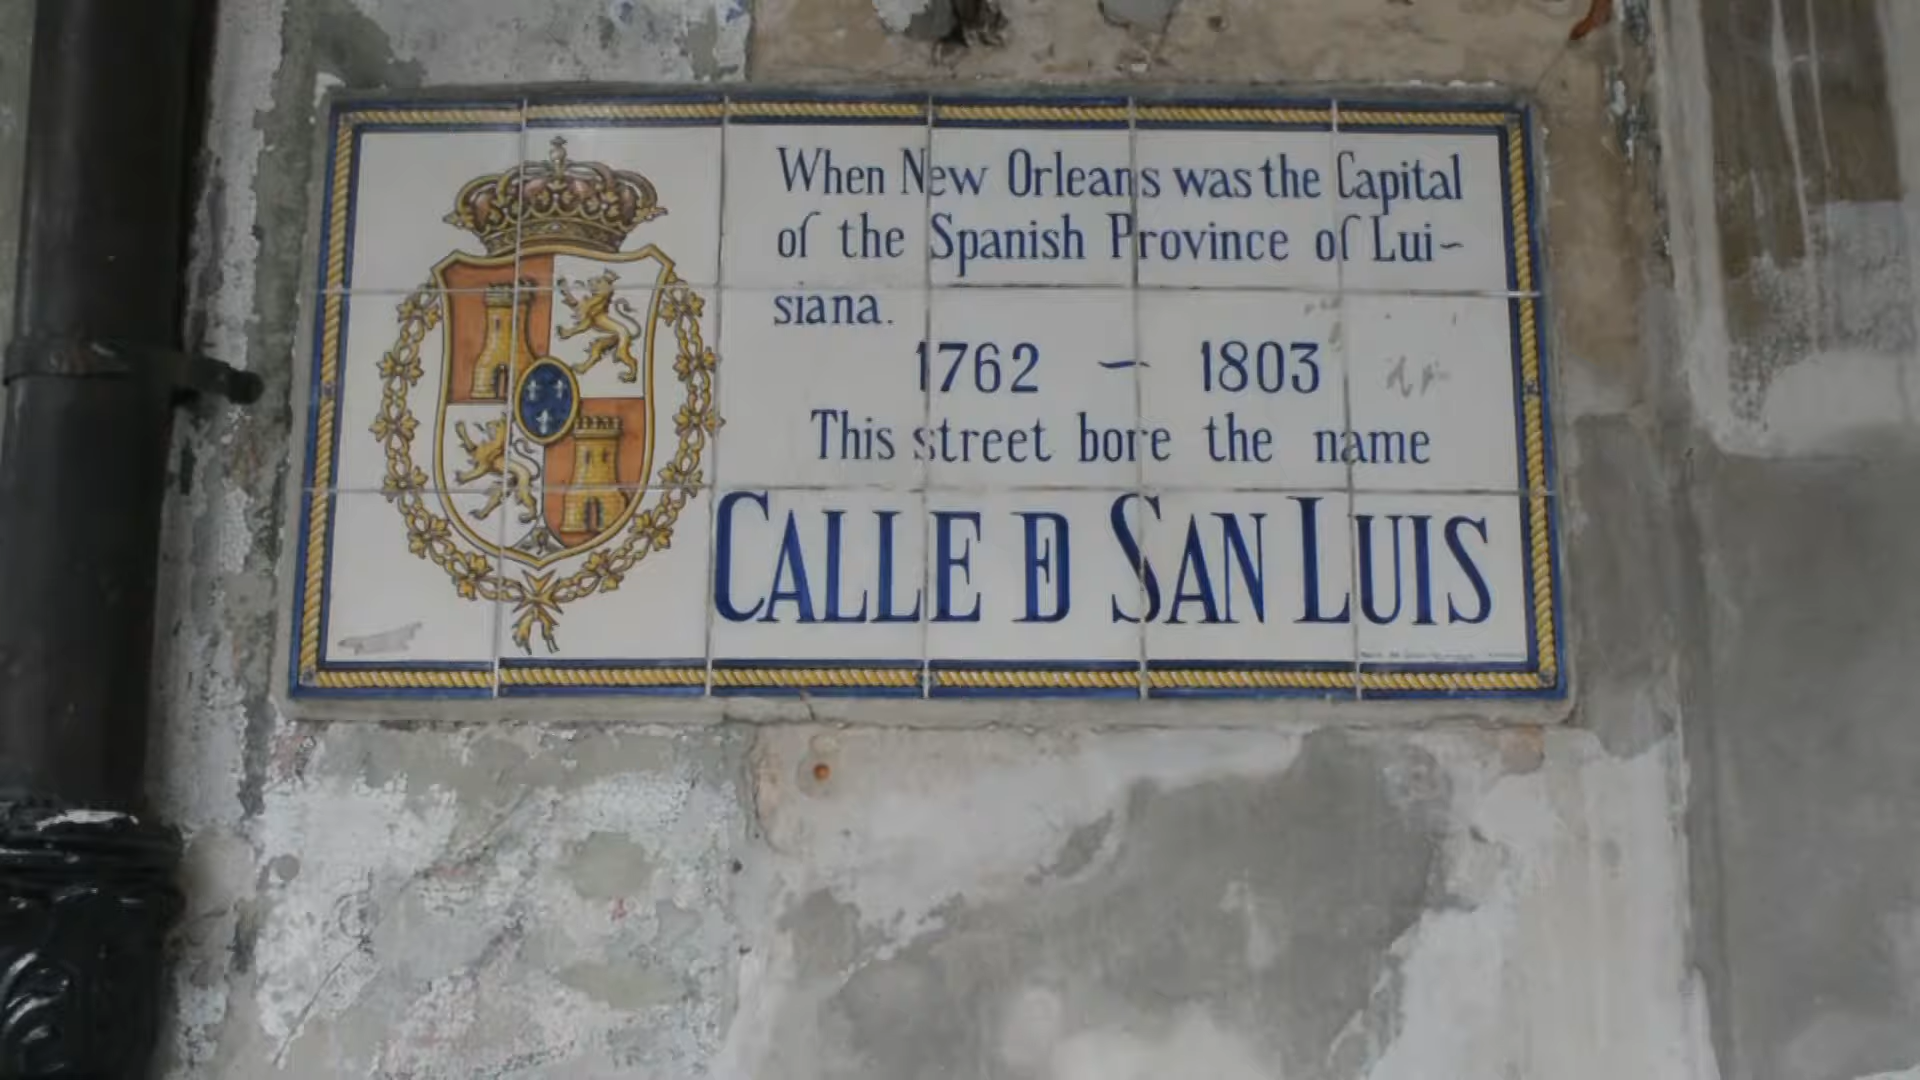 When New Orleans was the Capital
of the Spanish Province of Lui-
siana.
1762 - 1803
This street bore the name
CALLE DE SAN LUIS